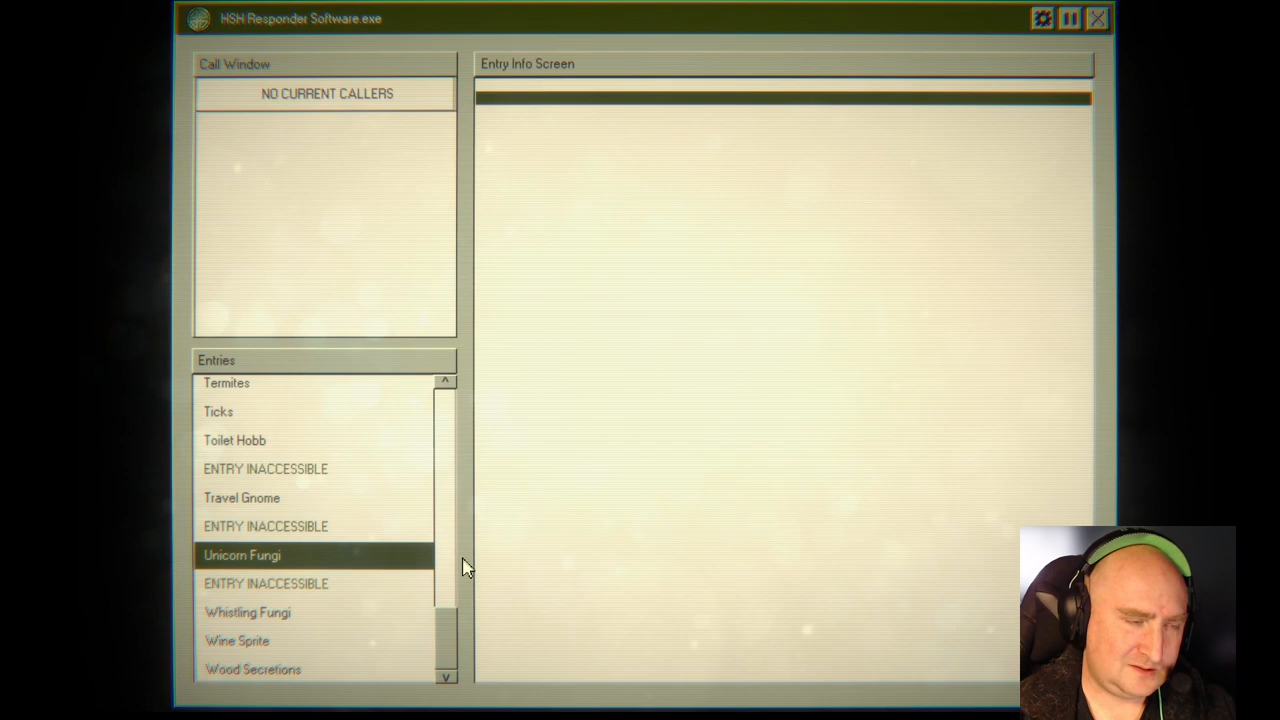 HSH Responder Software.exe
Call Window
NO CURRENT CALLERS
Entry Info Screen
Entries
Termites
Ticks
Toilet Hobb
ENTRY INACCESSIBLE
Travel Gnome
ENTRY INACCESSIBLE
Unicorn Fungi
ENTRY INACCESSIBLE
Whistling Fungi
Wine Sprite
Wood Secretions